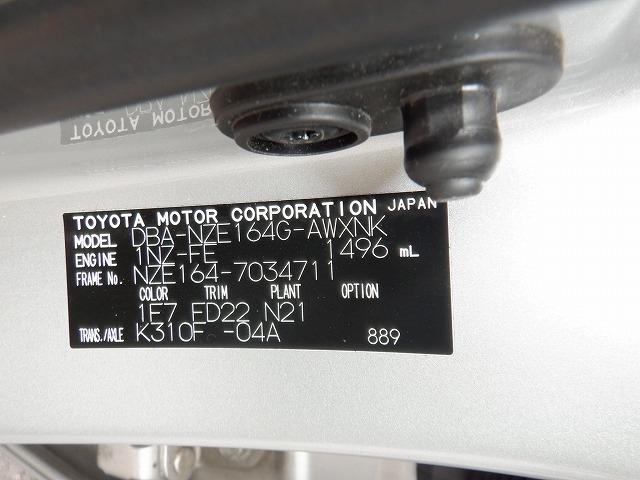 TOYOTA MOTOR CORPORATION JAPAN
MODEL DBA-NZE164G-AWXNK
ENGINE 1NZ-FE 1496 mL
FRAME No. NZE164-7034711
COLOR TRIM PLANT OPTION
1E7 FD22 N21
TRANS./AXLE K310F -04A 889